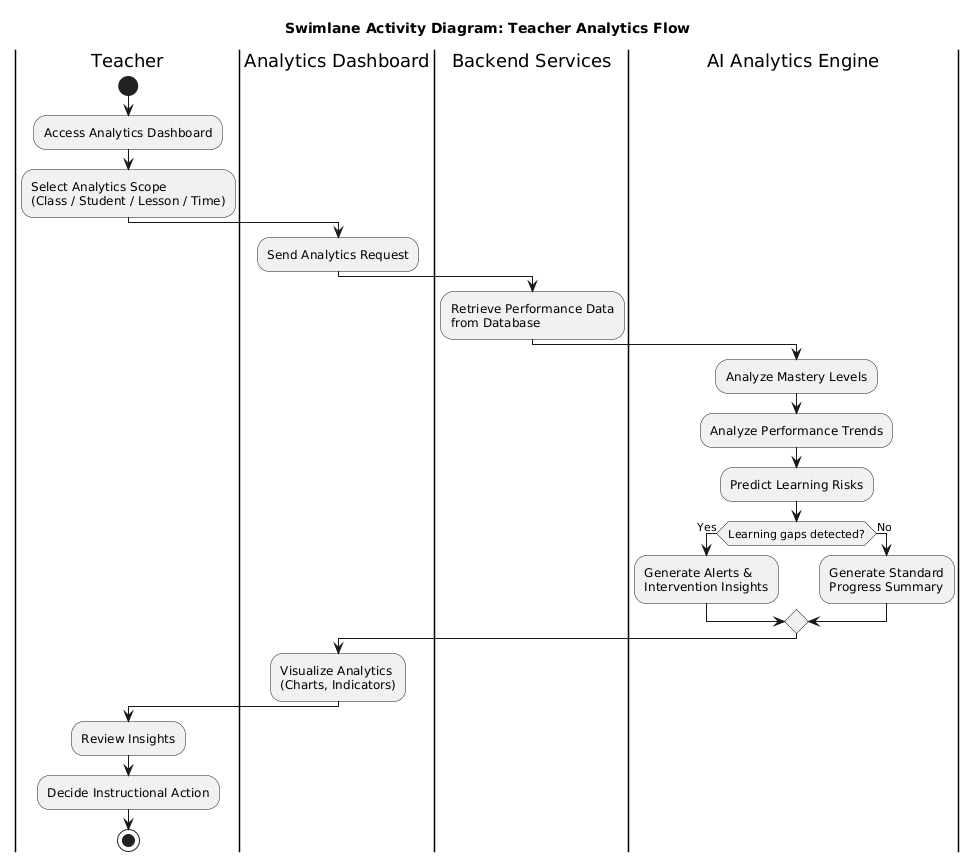 Swimlane Activity Diagram: Teacher Analytics Flow
Teacher
Analytics Dashboard
Backend Services
AI Analytics Engine
Access Analytics Dashboard
Select Analytics Scope
(Class / Student / Lesson / Time)
Send Analytics Request
Retrieve Performance Data
from Database
Analyze Mastery Levels
Analyze Performance Trends
Predict Learning Risks
Yes
Learning gaps detected?
No
Generate Alerts &
Intervention Insights
Generate Standard
Progress Summary
Visualize Analytics
(Charts, Indicators)
Review Insights
Decide Instructional Action